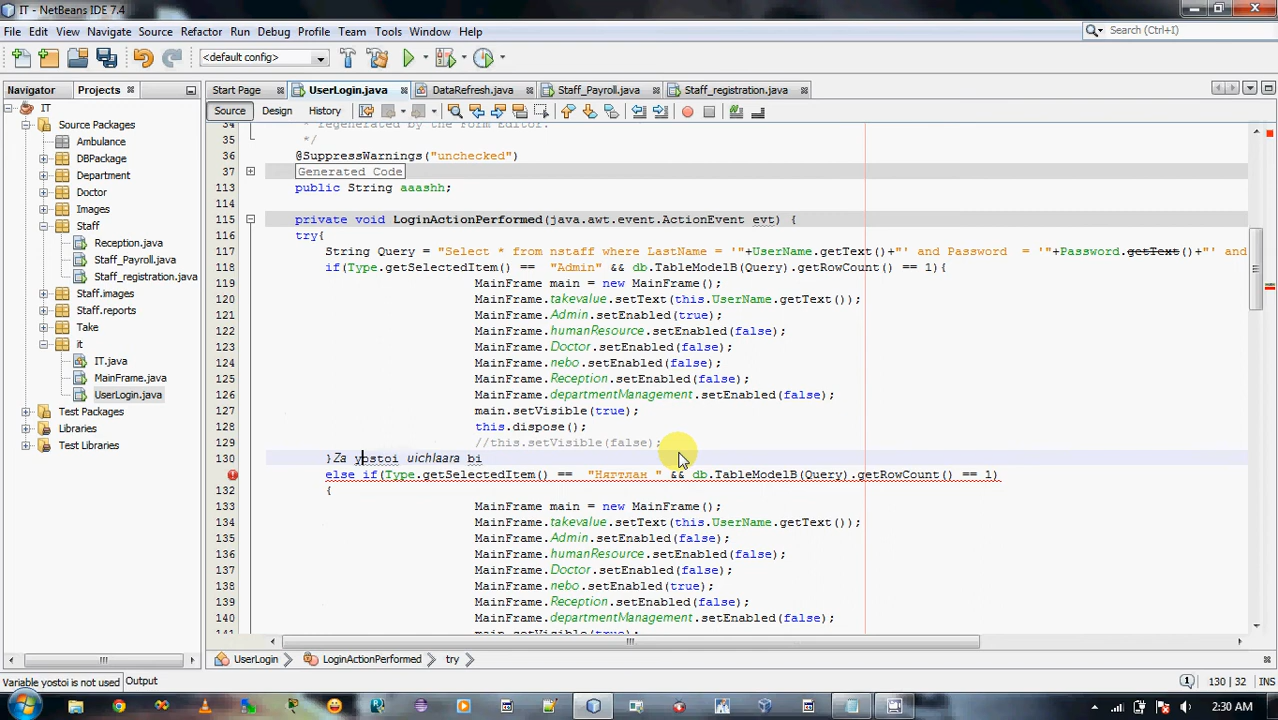 IT - NetBeans IDE 7.4
File Edit View Navigate Source Refactor Run Debug Profile Team Tools Window Help
Search (Ctrl+I)
<default config>
Navigator Projects
Start Page UserLogin.java DataRefresh.java Staff_Payroll.java Staff_registration.java
Source Design History
IT
Source Packages
Ambulance
DBPackage
Department
Doctor
Images
Staff
Reception.java
Staff_Payroll.java
Staff_registration.java
Staff.images
Staff.reports
Take
it
IT.java
MainFrame.java
UserLogin.java
Test Packages
Libraries
Test Libraries
34 * regenerated by the Form Editor.
35 */
36 @SuppressWarnings("unchecked")
37 Generated Code
113 public String aaashh;
114
115 private void LoginActionPerformed(java.awt.event.ActionEvent evt) {
116 try{
117 String Query = "Select * from nstaff where LastName = '"+UserName.getText()+"' and Password  = '"+Password.getText()+"' and
118 if(Type.getSelectedItem() ==  "Admin" && db.TableModelB(Query).getRowCount() == 1){
119 MainFrame main = new MainFrame();
120 MainFrame.takevalue.setText(this.UserName.getText());
121 MainFrame.Admin.setEnabled(true);
122 MainFrame.humanResource.setEnabled(false);
123 MainFrame.Doctor.setEnabled(false);
124 MainFrame.nebo.setEnabled(false);
125 MainFrame.Reception.setEnabled(false);
126 MainFrame.departmentManagement.setEnabled(false);
127 main.setVisible(true);
128 this.dispose();
129 //this.setVisible(false);
130 }Za yostoi uichlaara bi
else if(Type.getSelectedItem() ==  "Нягтлан " && db.TableModelB(Query).getRowCount() == 1)
132 {
133 MainFrame main = new MainFrame();
134 MainFrame.takevalue.setText(this.UserName.getText());
135 MainFrame.Admin.setEnabled(false);
136 MainFrame.humanResource.setEnabled(false);
137 MainFrame.Doctor.setEnabled(false);
138 MainFrame.nebo.setEnabled(true);
139 MainFrame.Reception.setEnabled(false);
140 MainFrame.departmentManagement.setEnabled(false);
141 main.setVisible(true);
UserLogin LoginActionPerformed try
Variable yostoi is not used Output
1 130 | 32 INS
2:30 AM